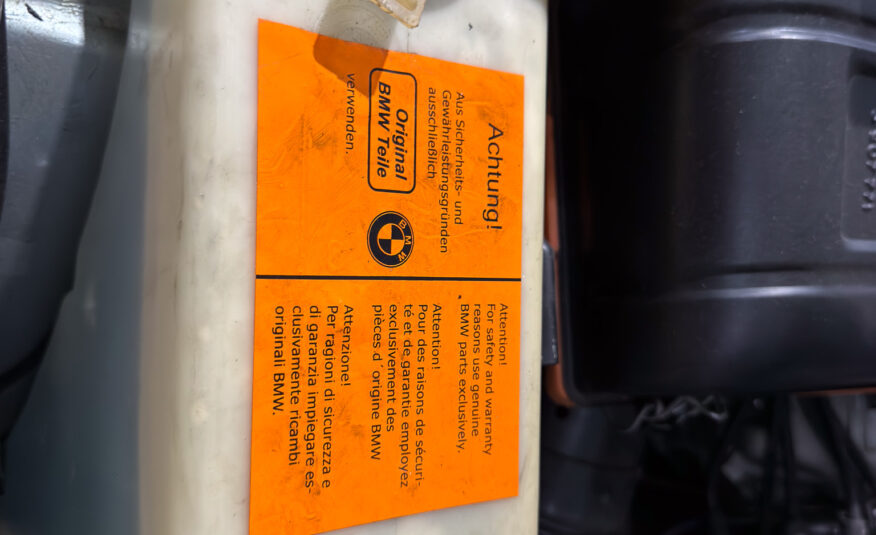 Achtung!
Aus Sicherheits- und
Gewährleistungsgründen
ausschließlich
Original
BMW Teile
verwenden.
BMW
Attention!
For safety and warranty
reasons use genuine
BMW parts exclusively.
Attention!
Pour des raisons de sécuri-
té et de garantie employez
exclusivement des
pièces d'origine BMW
Attenzione!
Per ragioni di sicurezza e
di garanzia impiegare es-
clusivamente ricambi
originali BMW.